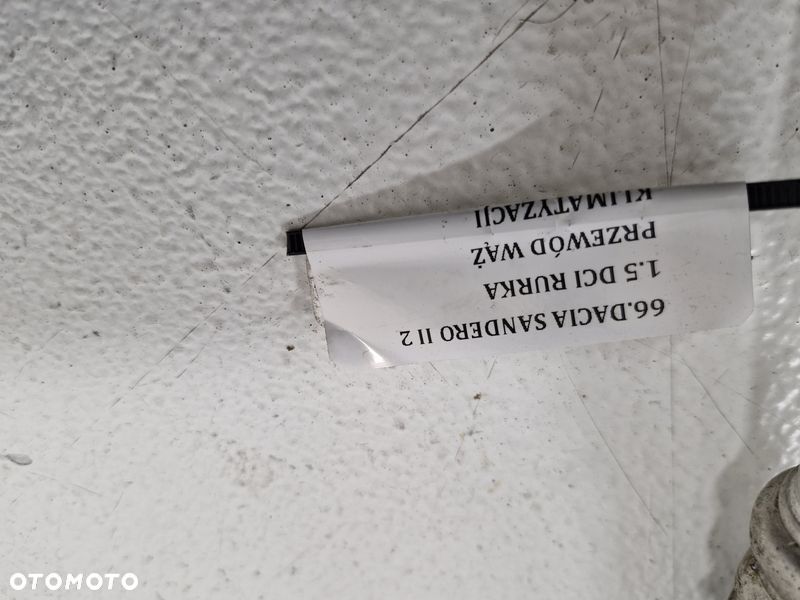 66.DACIA SANDERO II 2
1.5 DCI RURKA
PRZEWÓD WĄŻ
KLIMATYZACJI
OTOMOTO